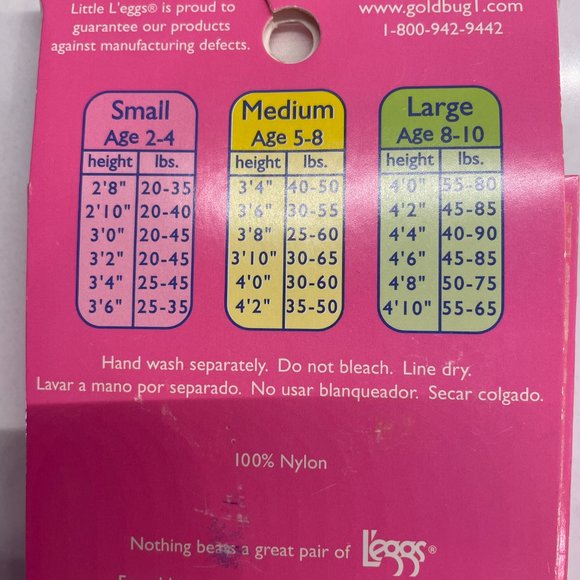 Little L'eggs® is proud to
guarantee our products
against manufacturing defects.
www.goldbug1.com
1-800-942-9442
Small
Age 2-4
height lbs.
2'8" 20-35
2'10" 20-40
3'0" 20-45
3'2" 20-45
3'4" 25-45
3'6" 25-35
Medium
Age 5-8
height lbs.
3'4" 40-50
3'6" 30-55
3'8" 25-60
3'10" 30-65
4'0" 30-60
4'2" 35-50
Large
Age 8-10
height lbs.
4'0" 55-80
4'2" 45-85
4'4" 40-90
4'6" 45-85
4'8" 50-75
4'10" 55-65
Hand wash separately. Do not bleach. Line dry.
Lavar a mano por separado. No usar blanqueador. Secar colgado.
100% Nylon
Nothing beats a great pair of L'eggs®